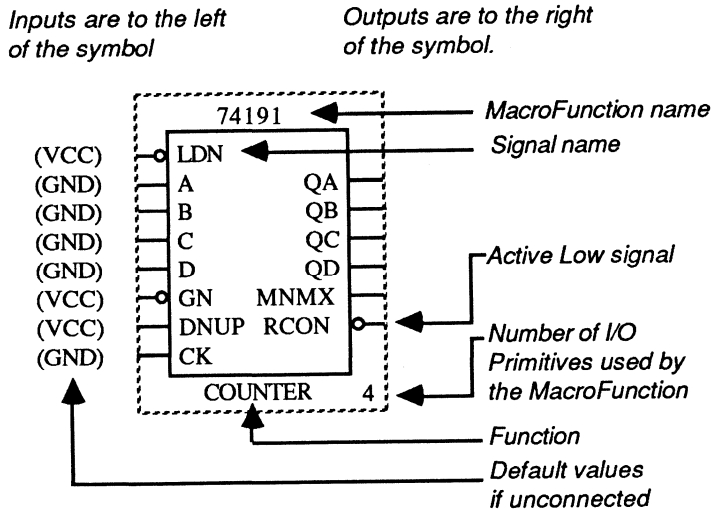 Inputs are to the left
of the symbol
Outputs are to the right
of the symbol.
74191
MacroFunction name
Signal name
(VCC) LDN
(GND) A QA
(GND) B QB
(GND) C QC
(GND) D QD
(VCC) GN MNMX
(VCC) DNUP RCON
(GND) CK
Active Low signal
Number of I/O
Primitives used by
the MacroFunction
COUNTER 4
Function
Default values
if unconnected